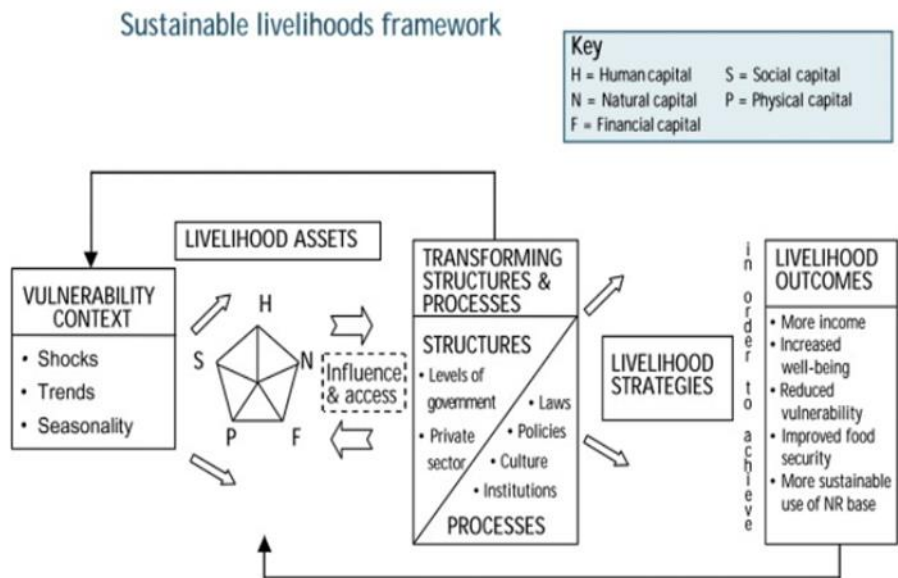 Sustainable livelihoods framework
Key
H = Human capital S = Social capital
N = Natural capital P = Physical capital
F = Financial capital
LIVELIHOOD ASSETS
VULNERABILITY
CONTEXT
• Shocks
• Trends
• Seasonality
H
S
N
P
F
Influence
& access
TRANSFORMING
STRUCTURES &
PROCESSES
STRUCTURES
• Levels of
government
• Private
sector
• Laws
• Policies
• Culture
• Institutions
PROCESSES
LIVELIHOOD
STRATEGIES
in order to achieve
LIVELIHOOD
OUTCOMES
• More income
• Increased
well-being
• Reduced
vulnerability
• Improved food
security
• More sustainable
use of NR base